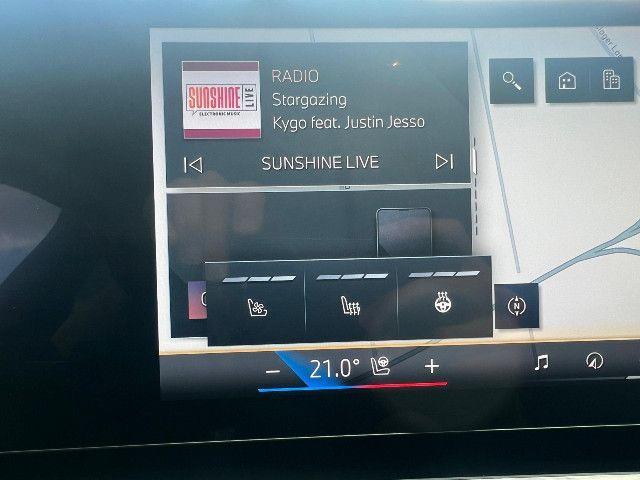 RADIO
Stargazing
Kygo feat. Justin Jesso
SUNSHINE
LIVE
ELECTRONIC MUSIC
SUNSHINE LIVE
N
− 21.0° +